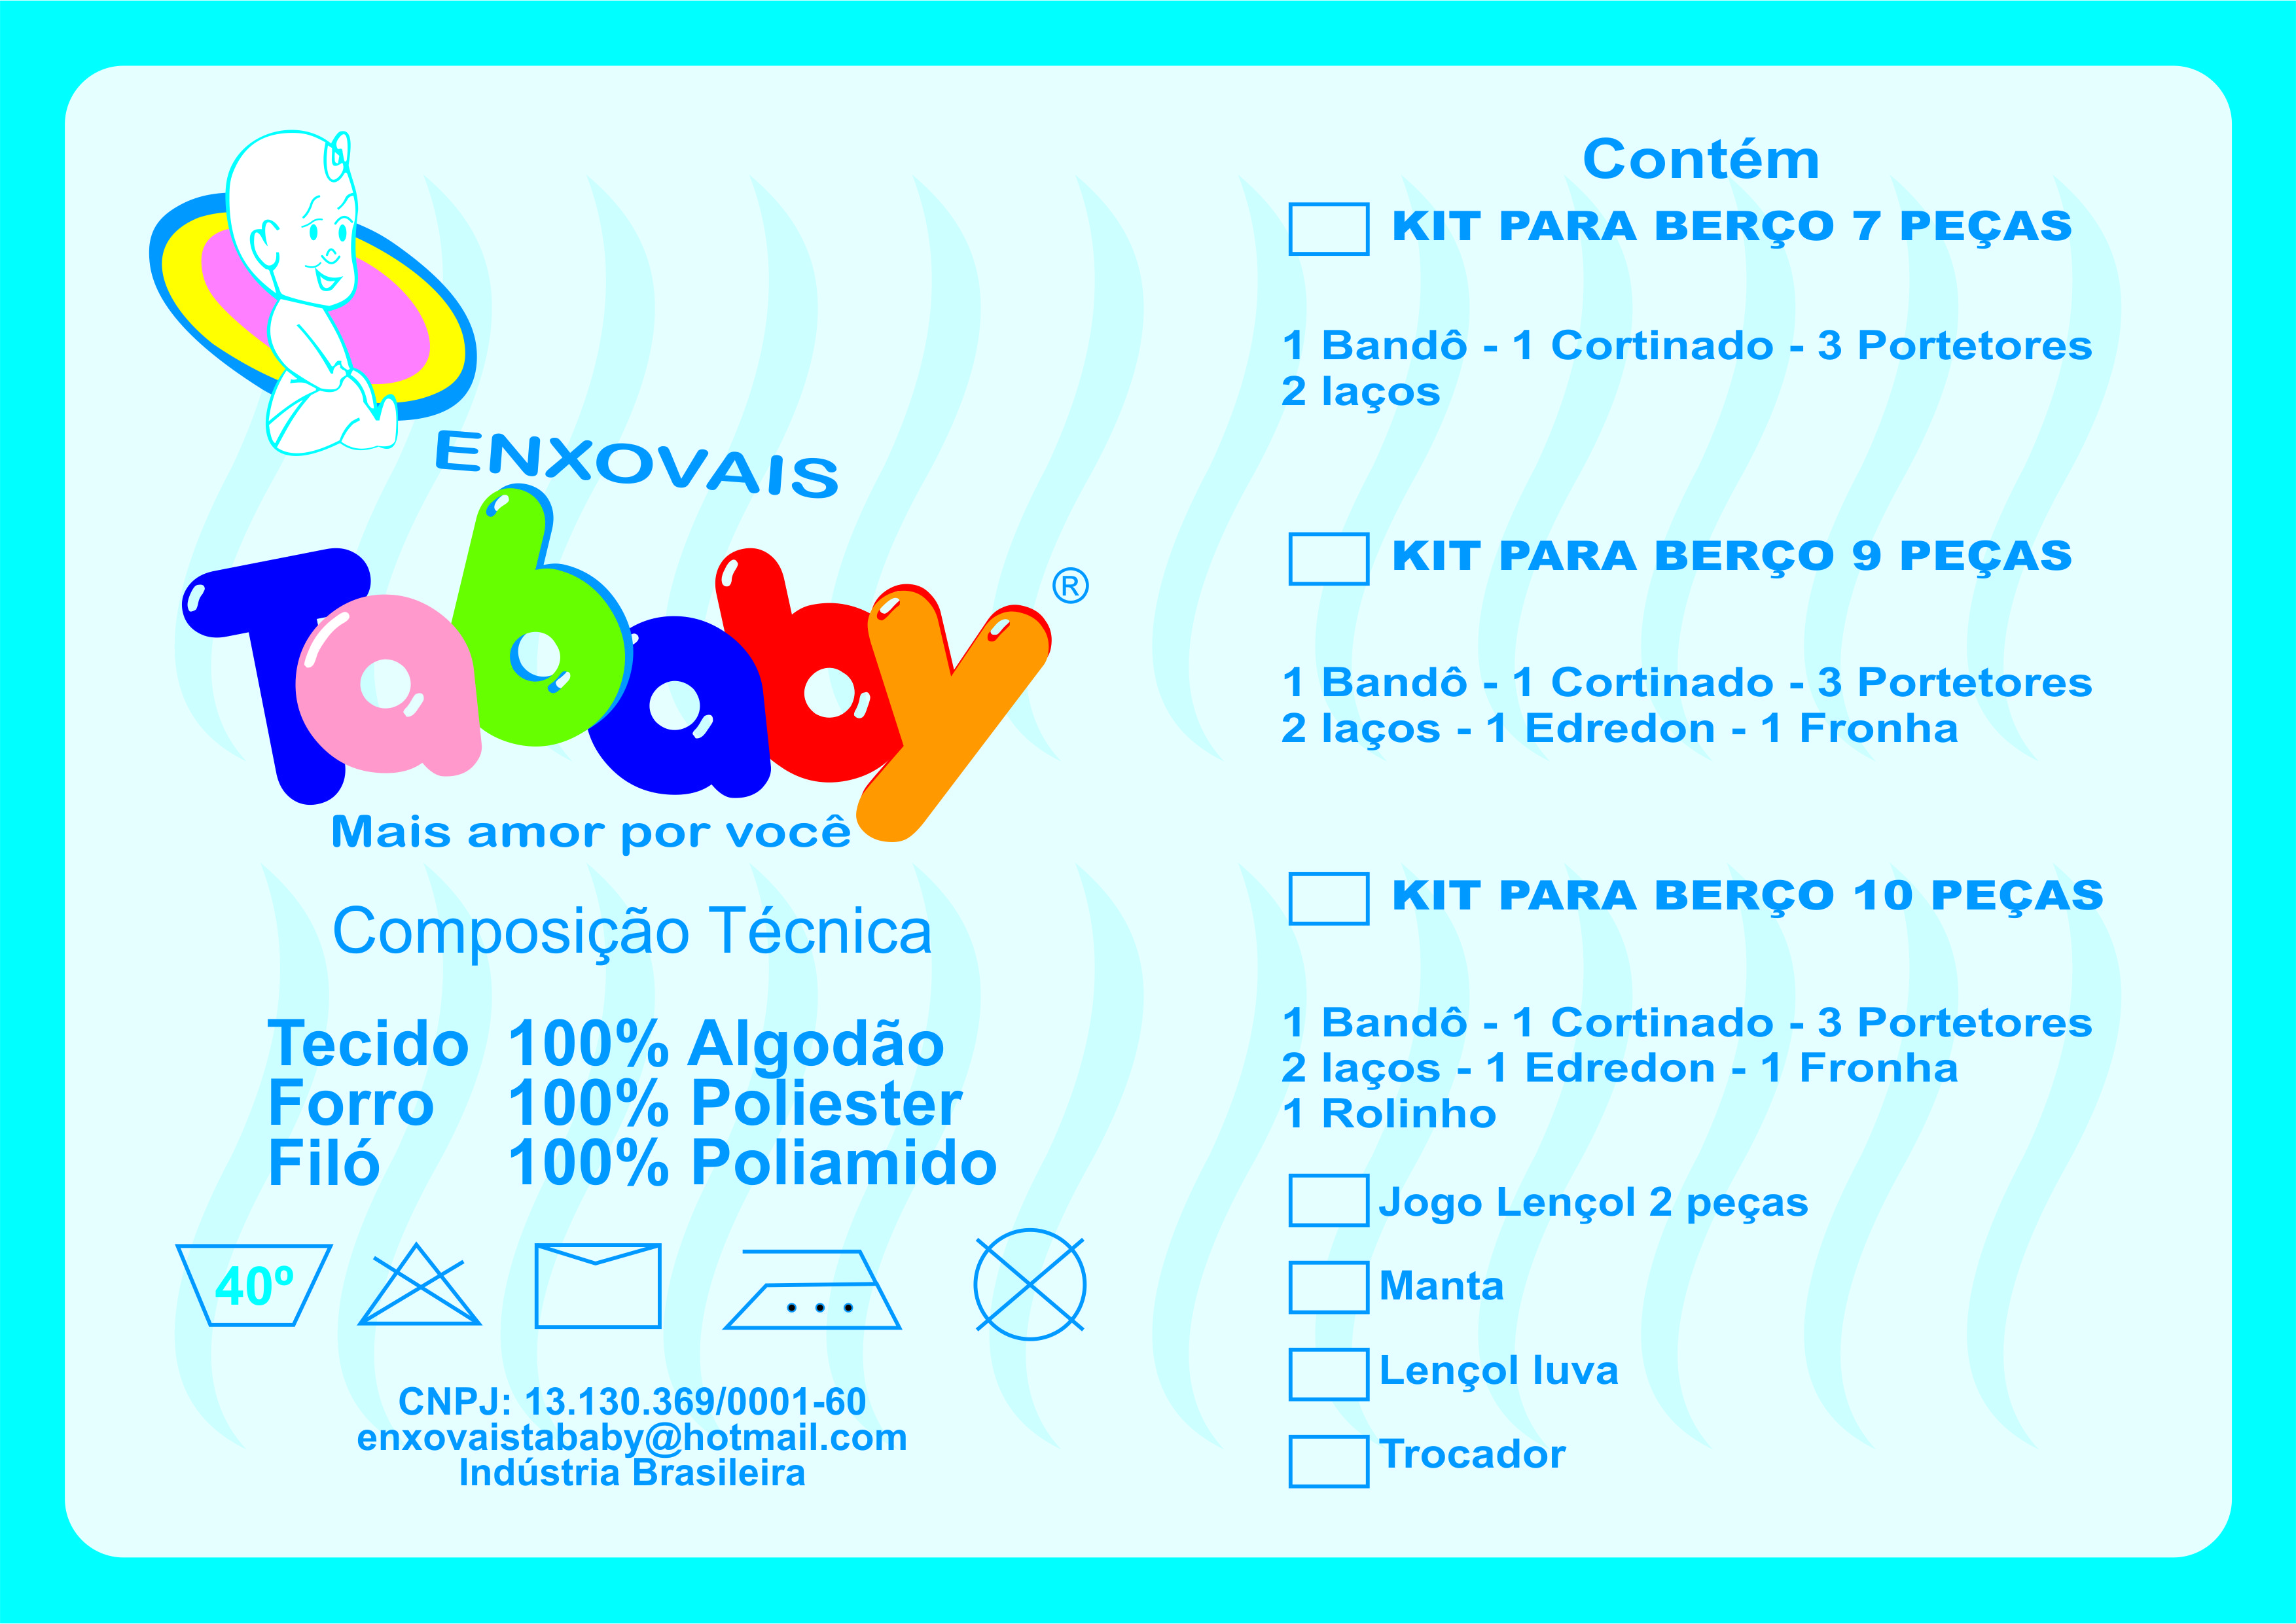 ENXOVAIS
Tababy®
Mais amor por você
Composição Técnica
Tecido 100% Algodão
Forro 100% Poliester
Filó 100% Poliamido
40º
CNPJ: 13.130.369/0001-60
enxovaistababy@hotmail.com
Indústria Brasileira
Contém
KIT PARA BERÇO 7 PEÇAS
1 Bandô - 1 Cortinado - 3 Portetores
2 laços
KIT PARA BERÇO 9 PEÇAS
1 Bandô - 1 Cortinado - 3 Portetores
2 laços - 1 Edredon - 1 Fronha
KIT PARA BERÇO 10 PEÇAS
1 Bandô - 1 Cortinado - 3 Portetores
2 laços - 1 Edredon - 1 Fronha
1 Rolinho
Jogo Lençol 2 peças
Manta
Lençol luva
Trocador